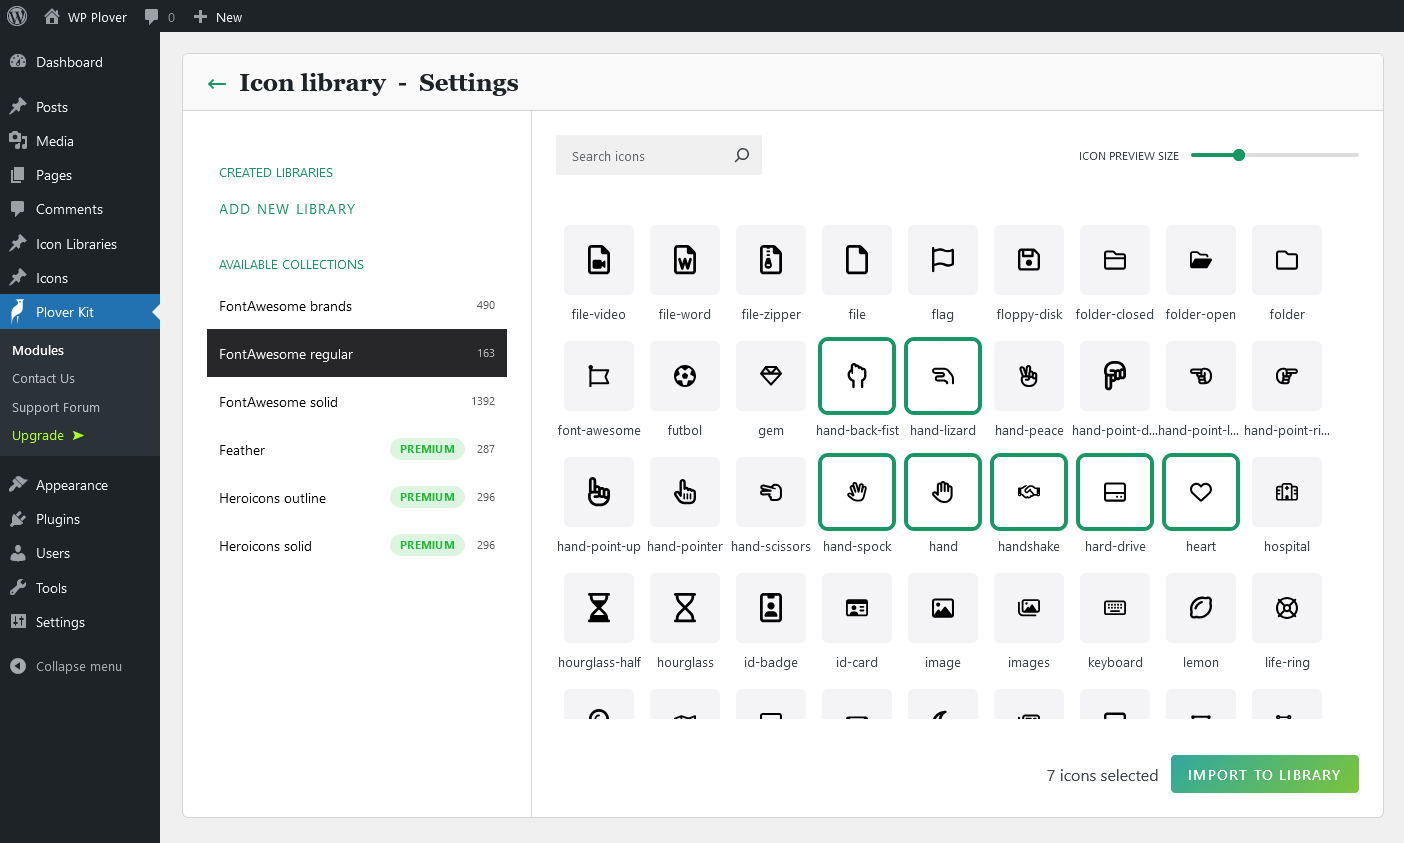 WP Plover 0 New
Dashboard
Posts
Media
Pages
Comments
Icon Libraries
Icons
Plover Kit
Modules
Contact Us
Support Forum
Upgrade
Appearance
Plugins
Users
Tools
Settings
Collapse menu
Icon library - Settings
CREATED LIBRARIES
ADD NEW LIBRARY
AVAILABLE COLLECTIONS
FontAwesome brands 490
FontAwesome regular 163
FontAwesome solid 1392
Feather PREMIUM 287
Heroicons outline PREMIUM 296
Heroicons solid PREMIUM 296
Search icons
ICON PREVIEW SIZE
file-video file-word file-zipper file flag floppy-disk folder-closed folder-open folder
font-awesome futbol gem hand-back-fist hand-lizard hand-peace hand-point-d... hand-point-l... hand-point-ri...
hand-point-up hand-pointer hand-scissors hand-spock hand handshake hard-drive heart hospital
hourglass-half hourglass id-badge id-card image images keyboard lemon life-ring
7 icons selected IMPORT TO LIBRARY